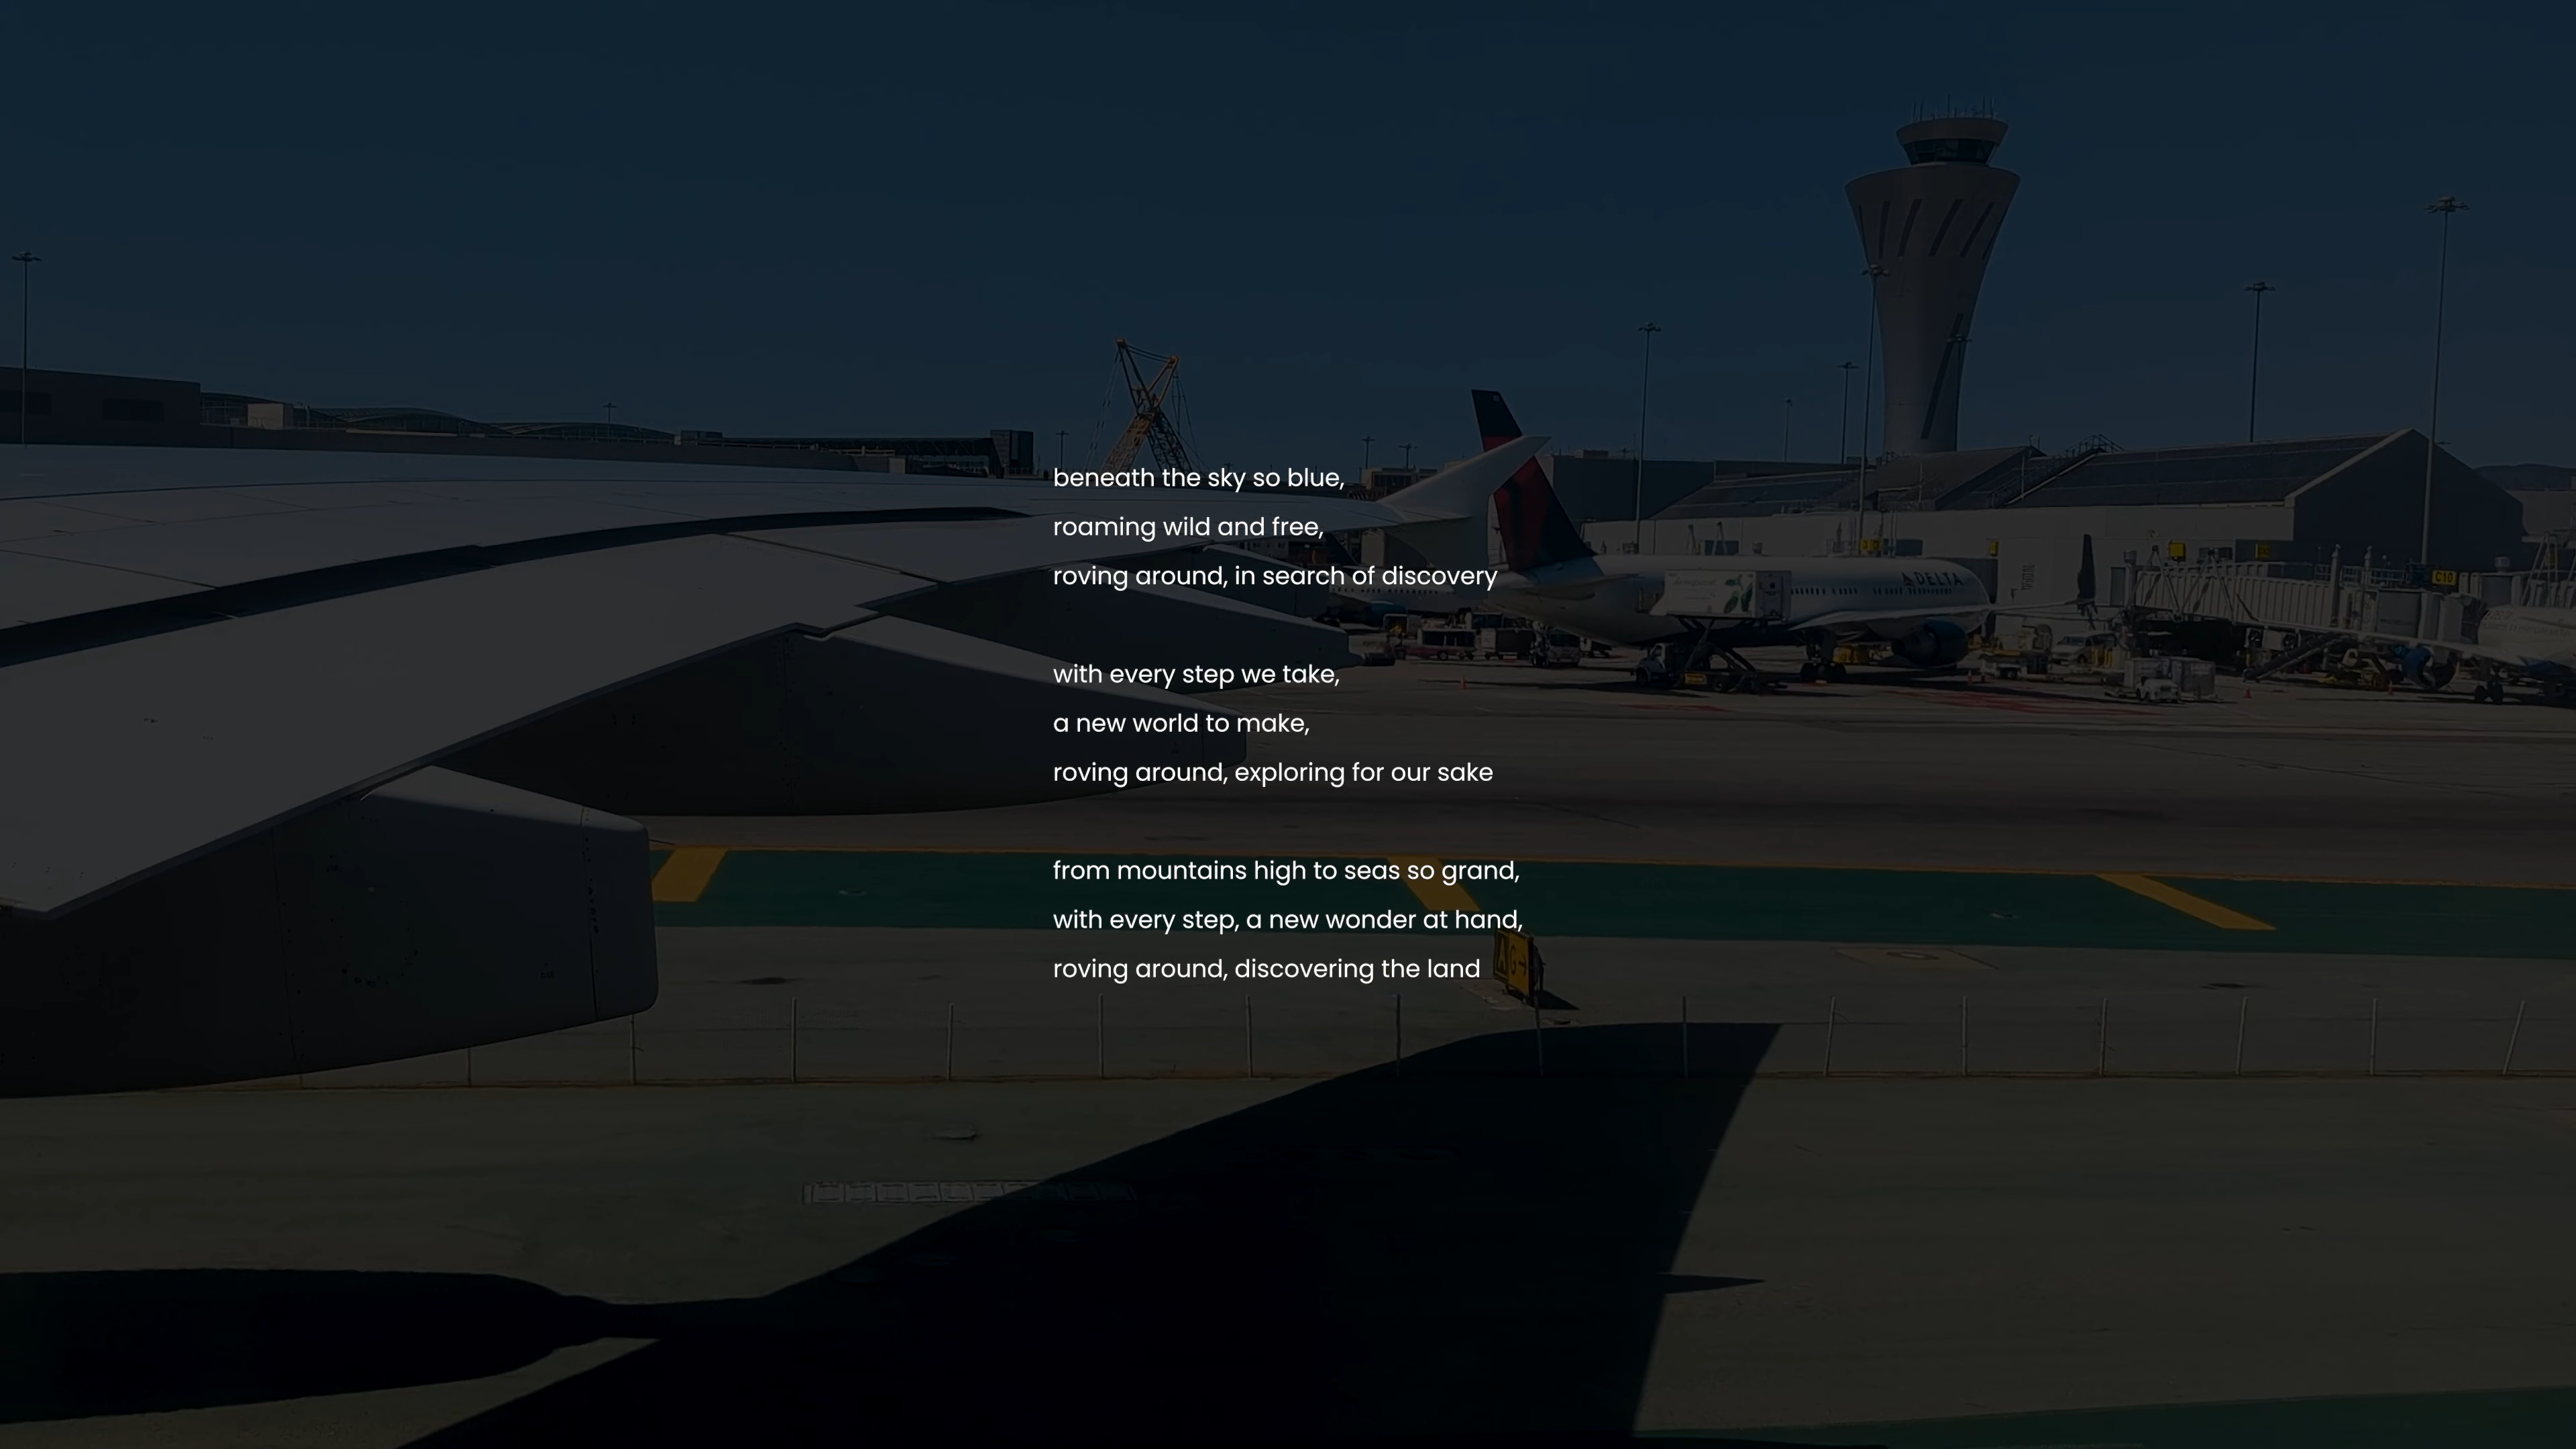 beneath the sky so blue,
roaming wild and free,
roving around, in search of discovery
with every step we take,
a new world to make,
roving around, exploring for our sake
from mountains high to seas so grand,
with every step, a new wonder at hand,
roving around, discovering the land
DELTA
C10